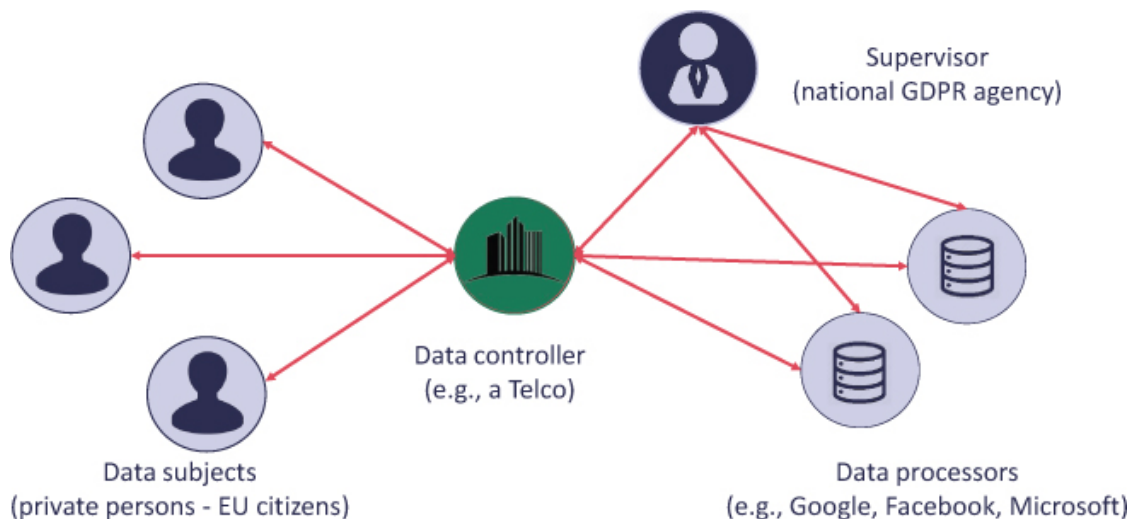 Supervisor
(national GDPR agency)
Data controller
(e.g., a Telco)
Data subjects
(private persons - EU citizens)
Data processors
(e.g., Google, Facebook, Microsoft)